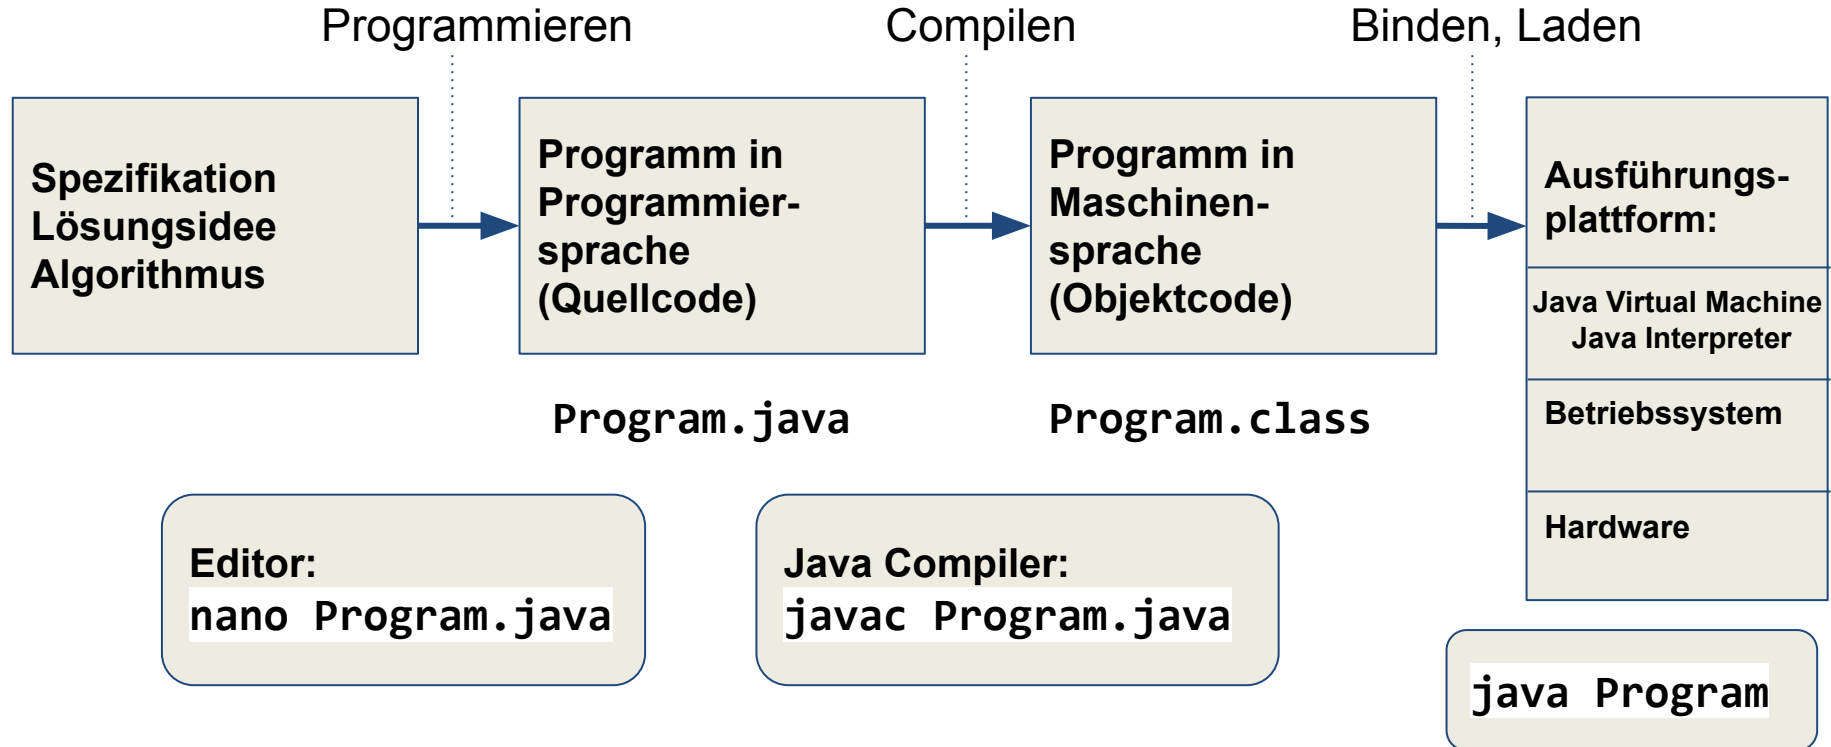 Programmieren
Compilen
Binden, Laden
Spezifikation
Lösungsidee
Algorithmus
Programm in
Programmier-
sprache
(Quellcode)
Programm in
Maschinen-
sprache
(Objektcode)
Ausführungs-
plattform:
Java Virtual Machine
Java Interpreter
Betriebssystem
Hardware
Program.java
Program.class
Editor:
nano Program.java
Java Compiler:
javac Program.java
java Program